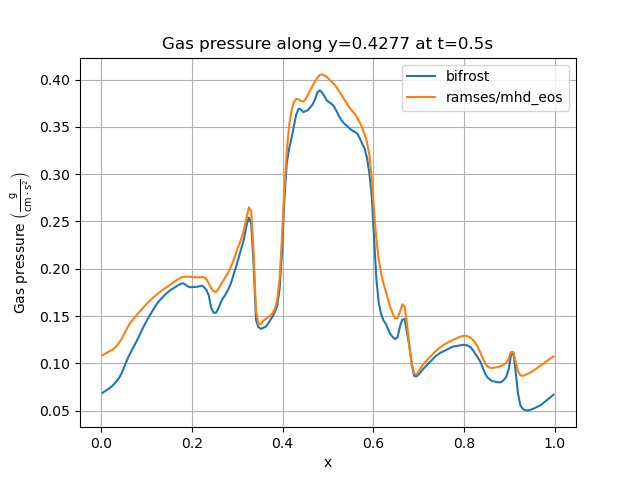 Gas pressure along y=0.4277 at t=0.5s
bifrost
ramses/mhd_eos
0.40
0.35
0.30
0.25
0.20
0.15
0.10
0.05
Gas pressure (g/(cm·s²))
0.0 0.2 0.4 0.6 0.8 1.0
x